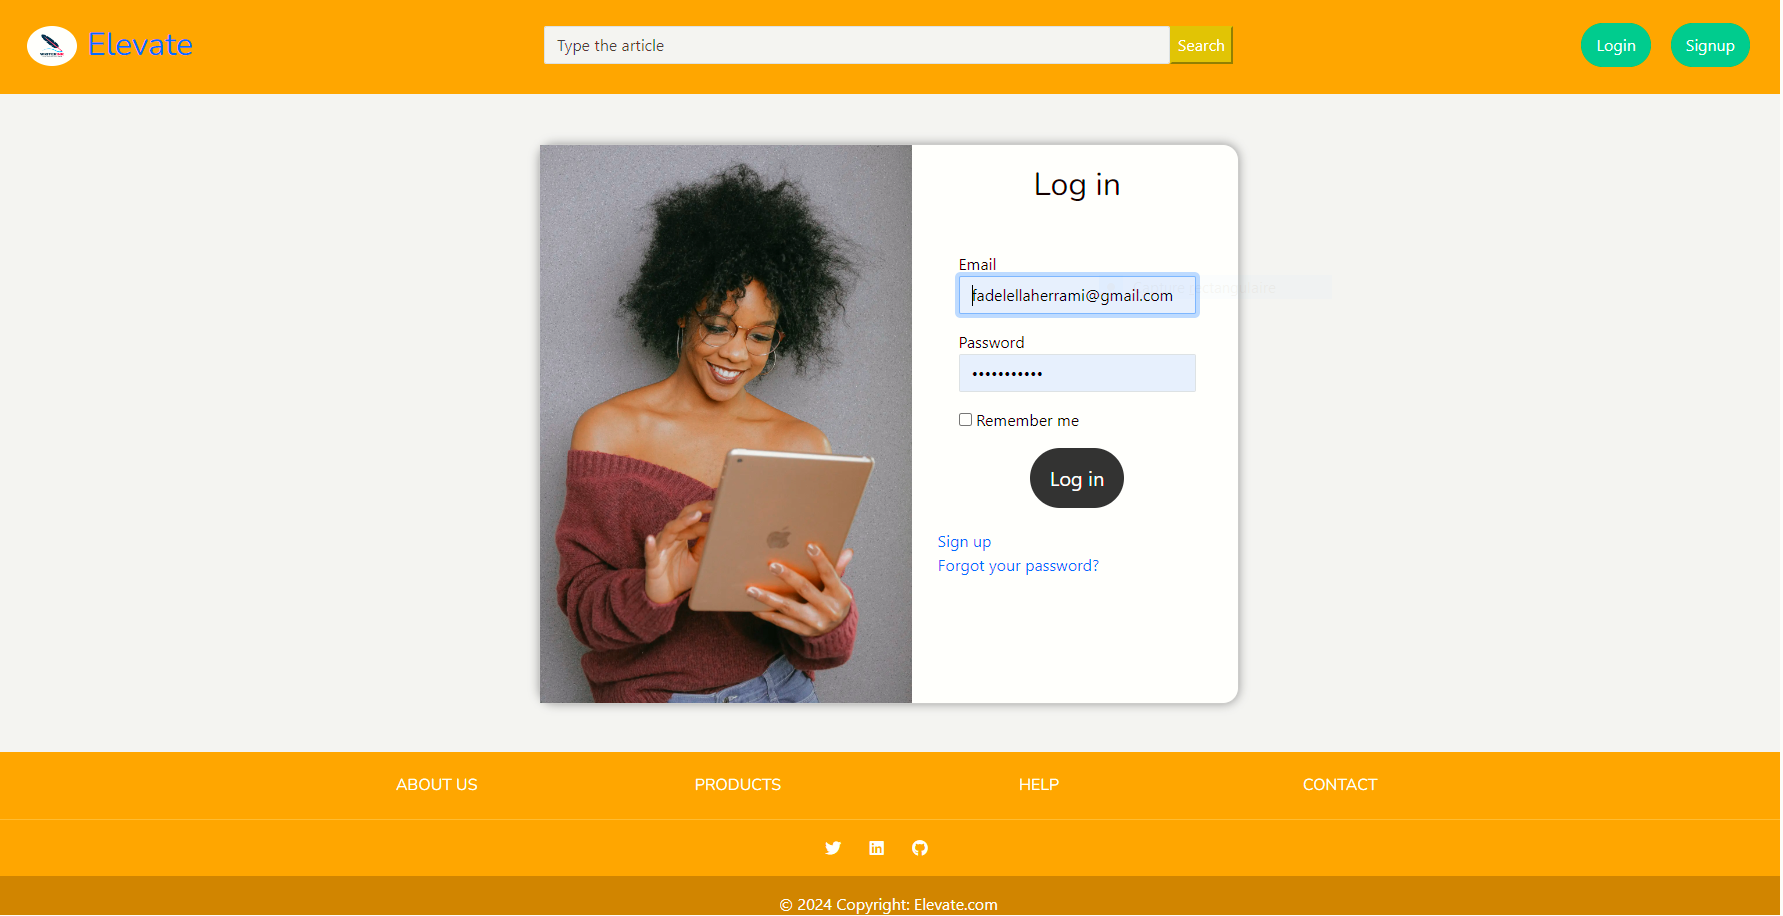 Elevate
Type the article
Search
Login
Signup
Log in
Email
fadelellaherrami@gmail.com
Password
•••••••••••
Remember me
Log in
Sign up
Forgot your password?
ABOUT US
PRODUCTS
HELP
CONTACT
© 2024 Copyright: Elevate.com